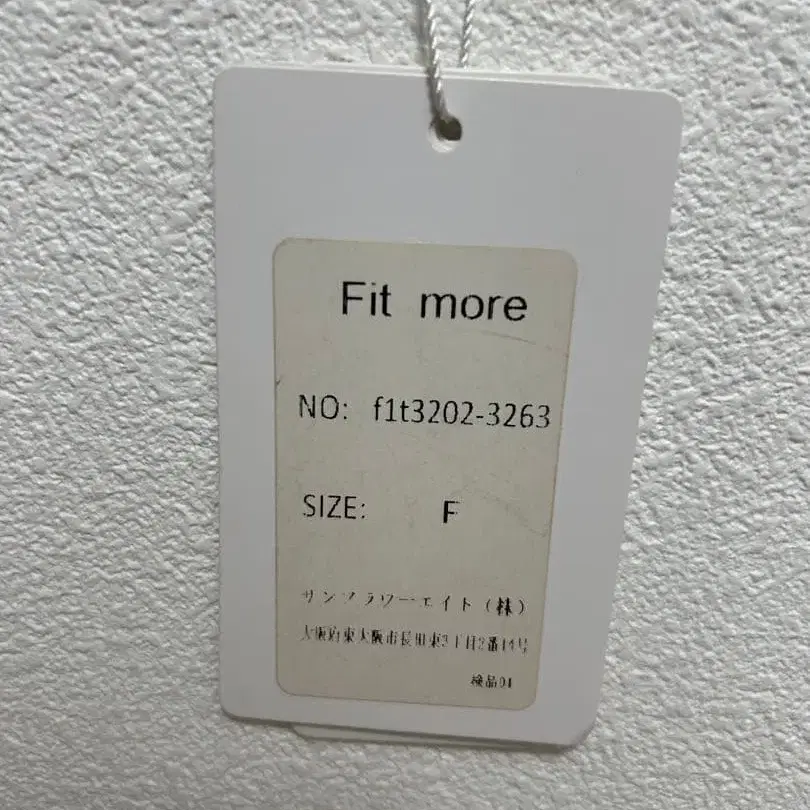 Fit more
NO: f1t3202-3263
SIZE: F
サンフラワーエイト（株）
大阪府東大阪市長田東3丁目2番14号
検品04